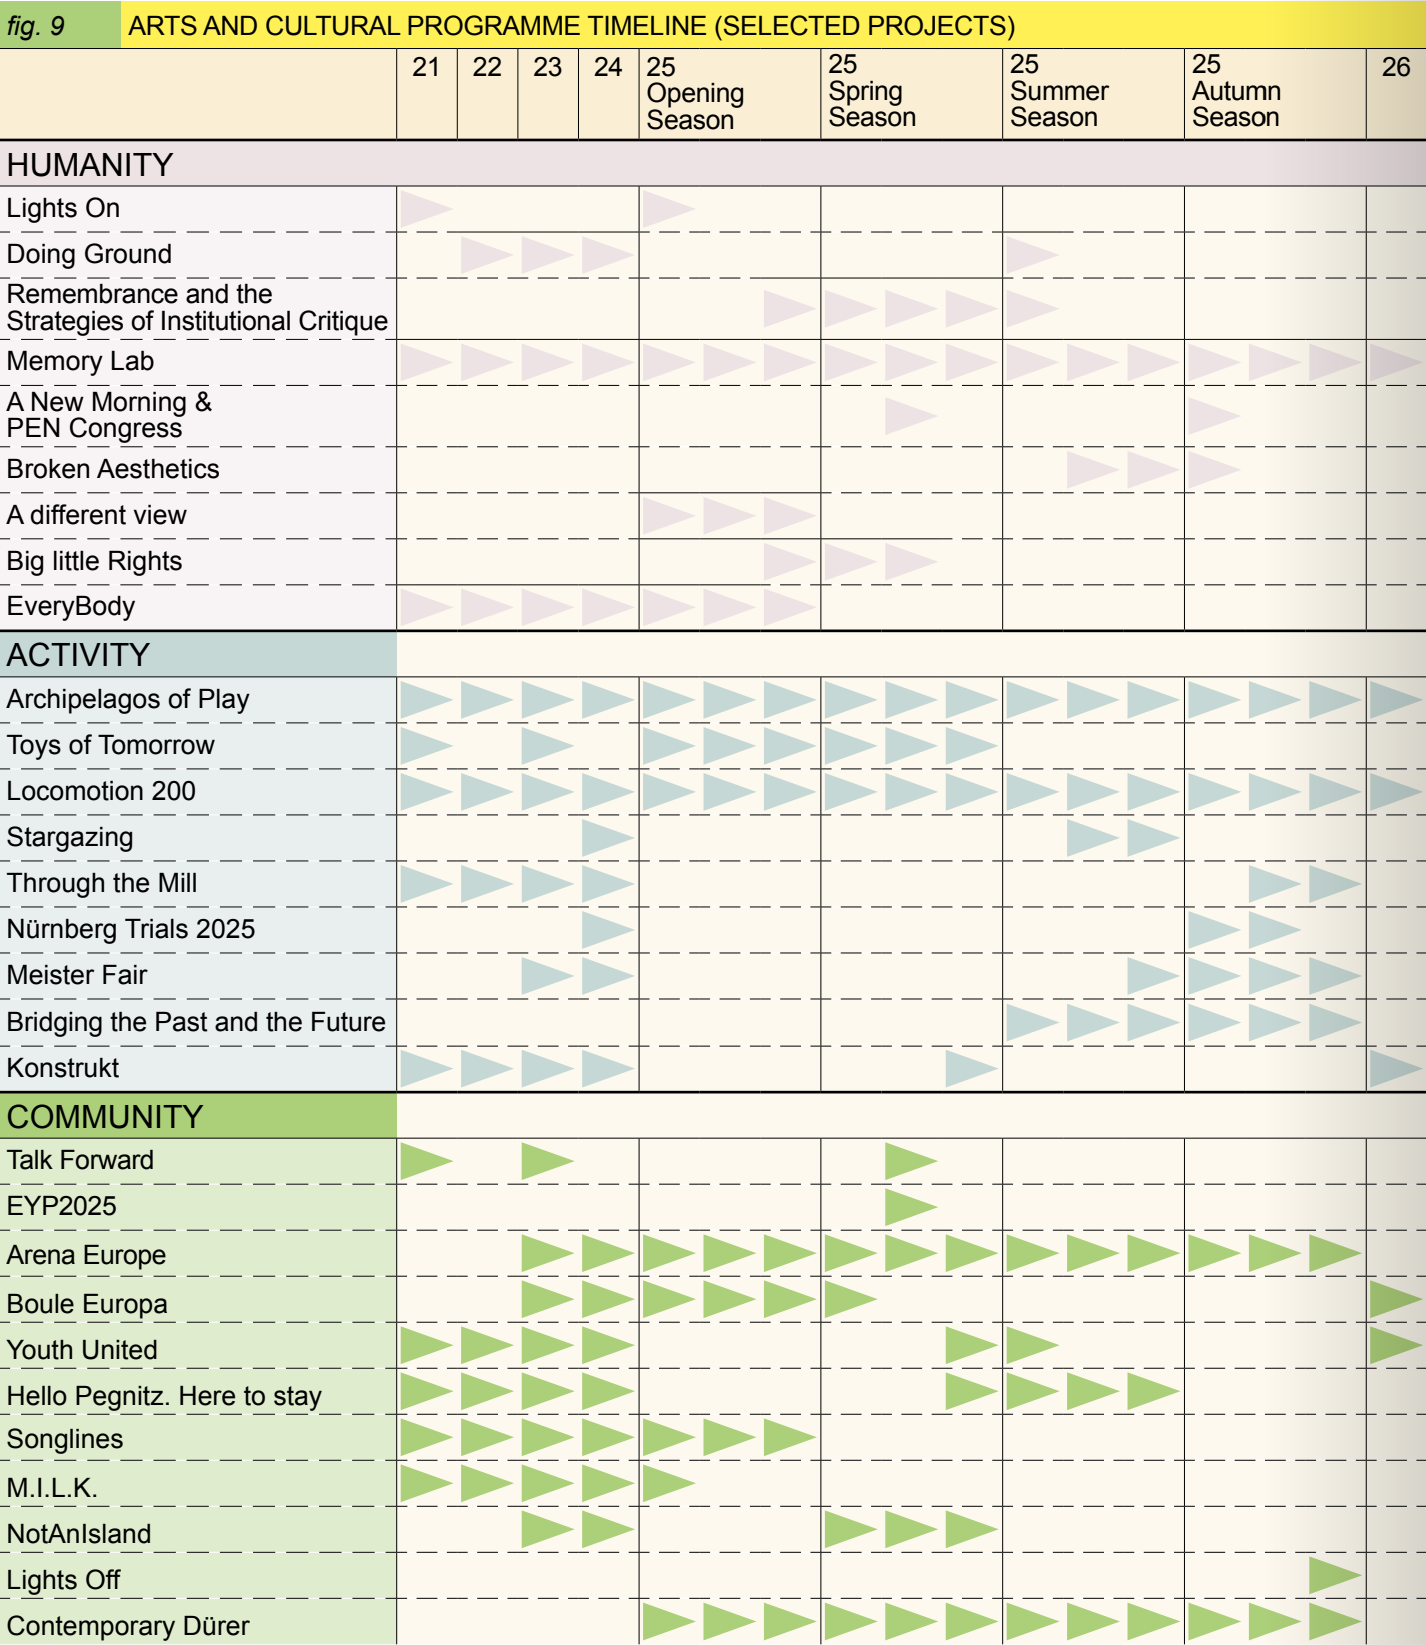 fig. 9
ARTS AND CULTURAL PROGRAMME TIMELINE (SELECTED PROJECTS)
21
22
23
24
25
Opening
Season
25
Spring
Season
25
Summer
Season
25
Autumn
Season
26
HUMANITY
Lights On
Doing Ground
Remembrance and the
Strategies of Institutional Critique
Memory Lab
A New Morning &
PEN Congress
Broken Aesthetics
A different view
Big little Rights
EveryBody
ACTIVITY
Archipelagos of Play
Toys of Tomorrow
Locomotion 200
Stargazing
Through the Mill
Nürnberg Trials 2025
Meister Fair
Bridging the Past and the Future
Konstrukt
COMMUNITY
Talk Forward
EYP2025
Arena Europe
Boule Europa
Youth United
Hello Pegnitz. Here to stay
Songlines
M.I.L.K.
NotAnIsland
Lights Off
Contemporary Dürer